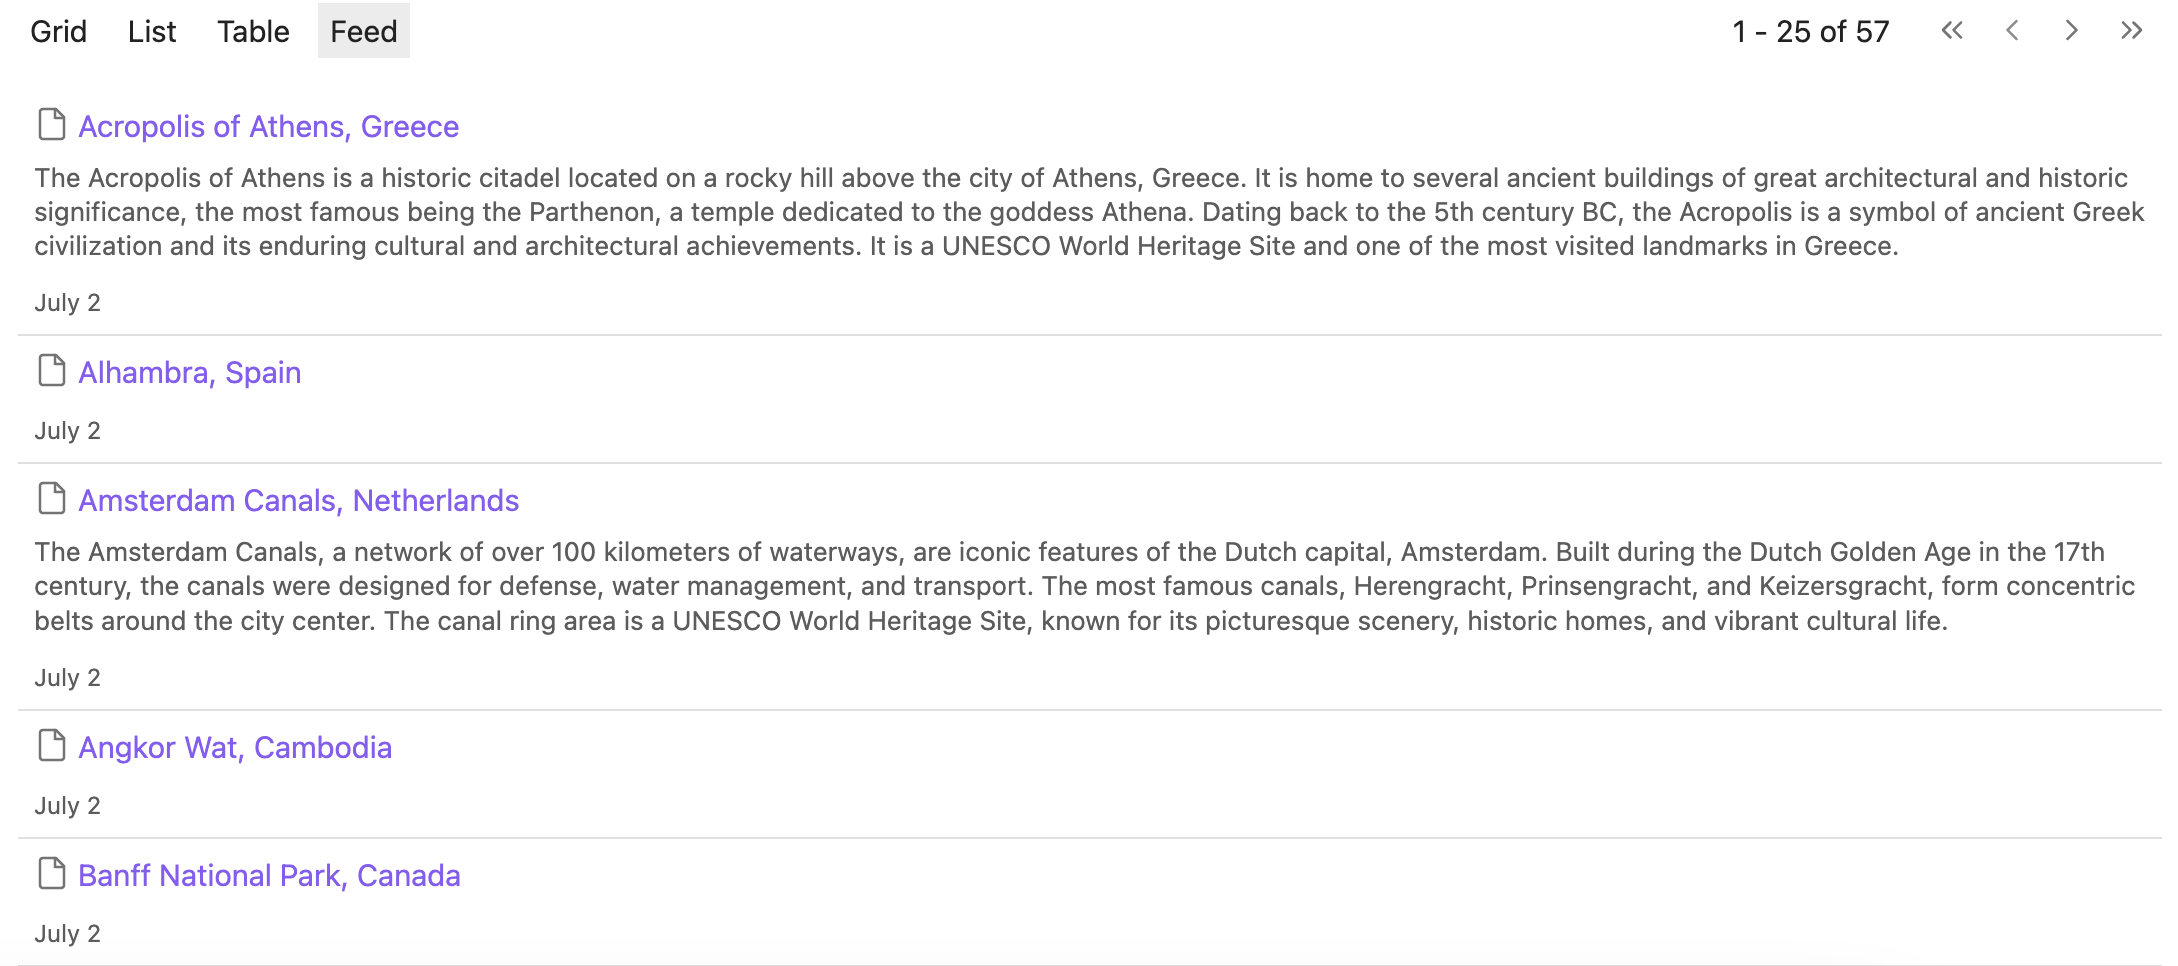 Grid List Table Feed 1 - 25 of 57
Acropolis of Athens, Greece
The Acropolis of Athens is a historic citadel located on a rocky hill above the city of Athens, Greece. It is home to several ancient buildings of great architectural and historic
significance, the most famous being the Parthenon, a temple dedicated to the goddess Athena. Dating back to the 5th century BC, the Acropolis is a symbol of ancient Greek
civilization and its enduring cultural and architectural achievements. It is a UNESCO World Heritage Site and one of the most visited landmarks in Greece.
July 2
Alhambra, Spain
July 2
Amsterdam Canals, Netherlands
The Amsterdam Canals, a network of over 100 kilometers of waterways, are iconic features of the Dutch capital, Amsterdam. Built during the Dutch Golden Age in the 17th
century, the canals were designed for defense, water management, and transport. The most famous canals, Herengracht, Prinsengracht, and Keizersgracht, form concentric
belts around the city center. The canal ring area is a UNESCO World Heritage Site, known for its picturesque scenery, historic homes, and vibrant cultural life.
July 2
Angkor Wat, Cambodia
July 2
Banff National Park, Canada
July 2